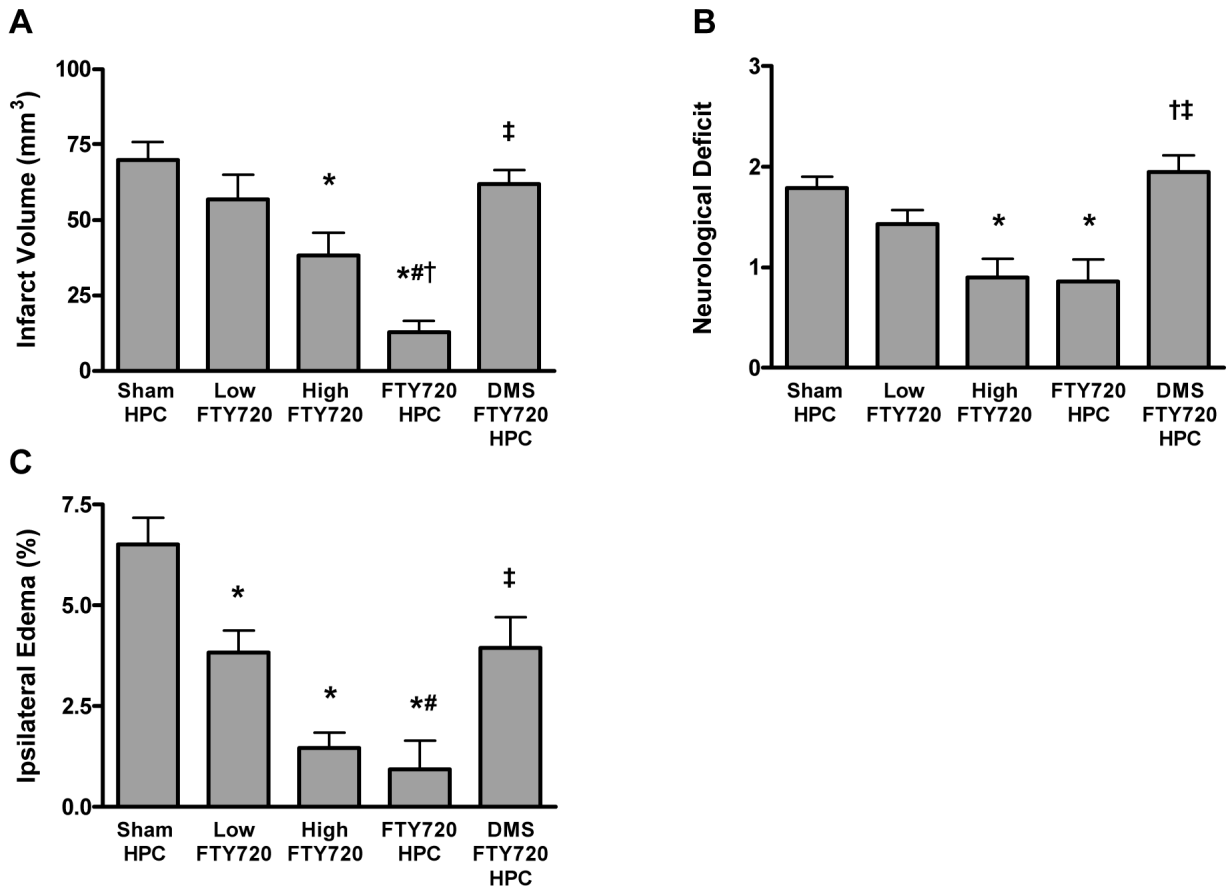 A
Infarct Volume (mm3)
100
75
50
25
0
*
*#†
‡
Sham
HPC
Low
FTY720
High
FTY720
FTY720
HPC
DMS
FTY720
HPC
B
Neurological Deficit
3
2
1
0
*
*
†‡
Sham
HPC
Low
FTY720
High
FTY720
FTY720
HPC
DMS
FTY720
HPC
C
Ipsilateral Edema (%)
7.5
5.0
2.5
0.0
*
*
*#
‡
Sham
HPC
Low
FTY720
High
FTY720
FTY720
HPC
DMS
FTY720
HPC